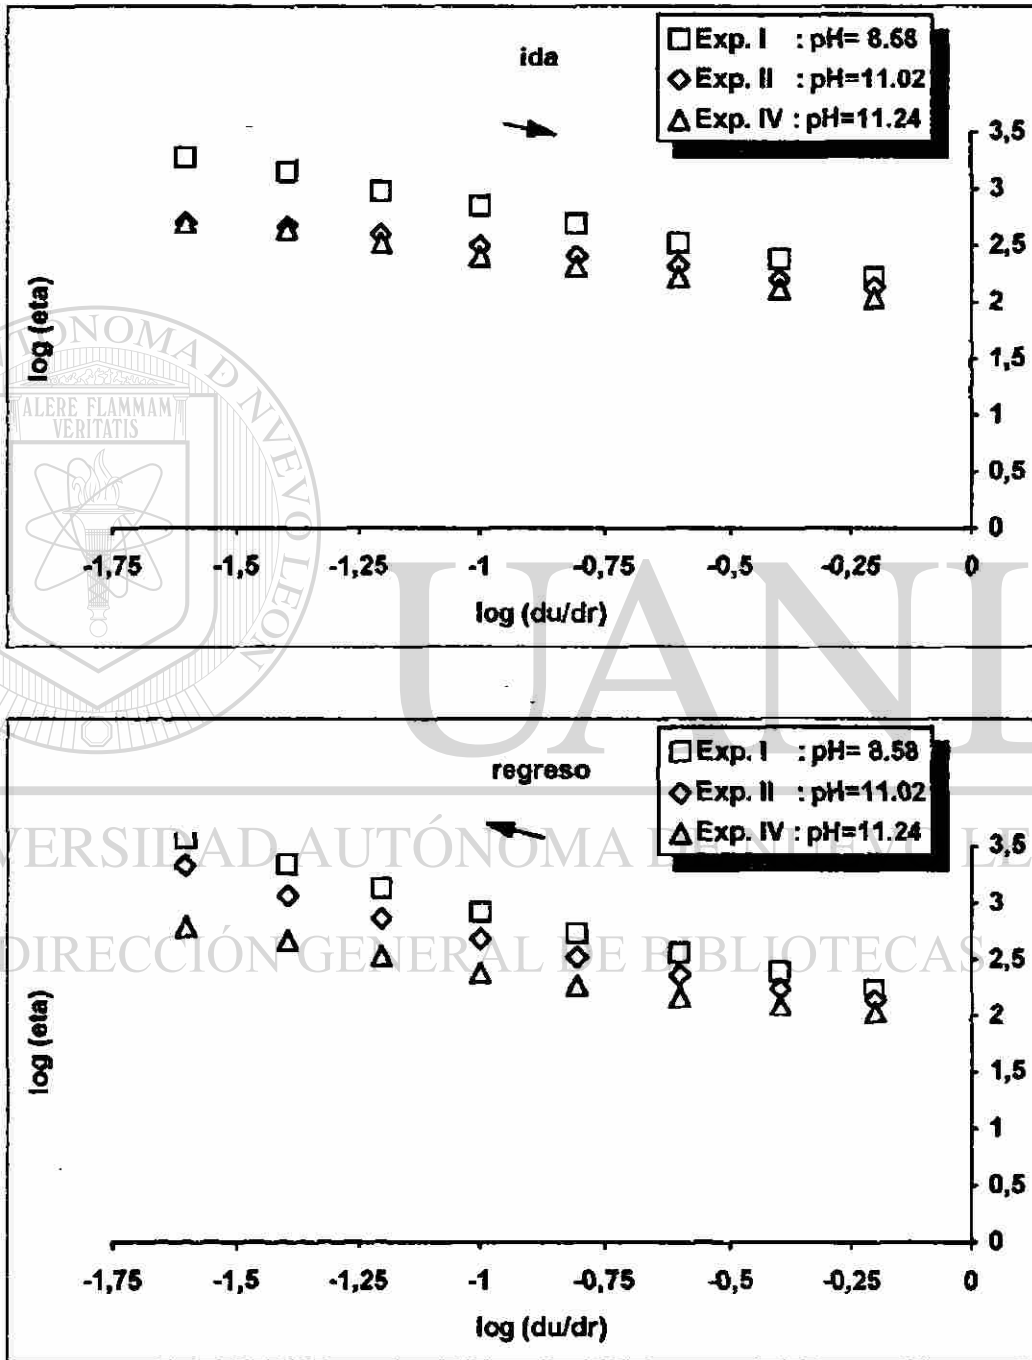 ida
Exp. I : pH= 8.68
Exp. II : pH=11.02
Exp. IV : pH=11.24
3,5
3
2,5
2
1,5
1
0,5
0
log (eta)
-1,75 -1,5 -1,25 -1 -0,75 -0,5 -0,25 0
log (du/dr)
ALERE FLAMMAM
VERITATIS
UANL
regreso
Exp. I : pH= 8.58
Exp. II : pH=11.02
Exp. IV : pH=11.24
VERSIDAD AUTÓNOMA DE NUEVO LE
DIRECCIÓN GENERAL DE BIBLIOTECAS
3,5
3
2,5
2
1,5
1
0,5
0
log (eta)
-1,75 -1,5 -1,25 -1 -0,75 -0,5 -0,25 0
log (du/dr)